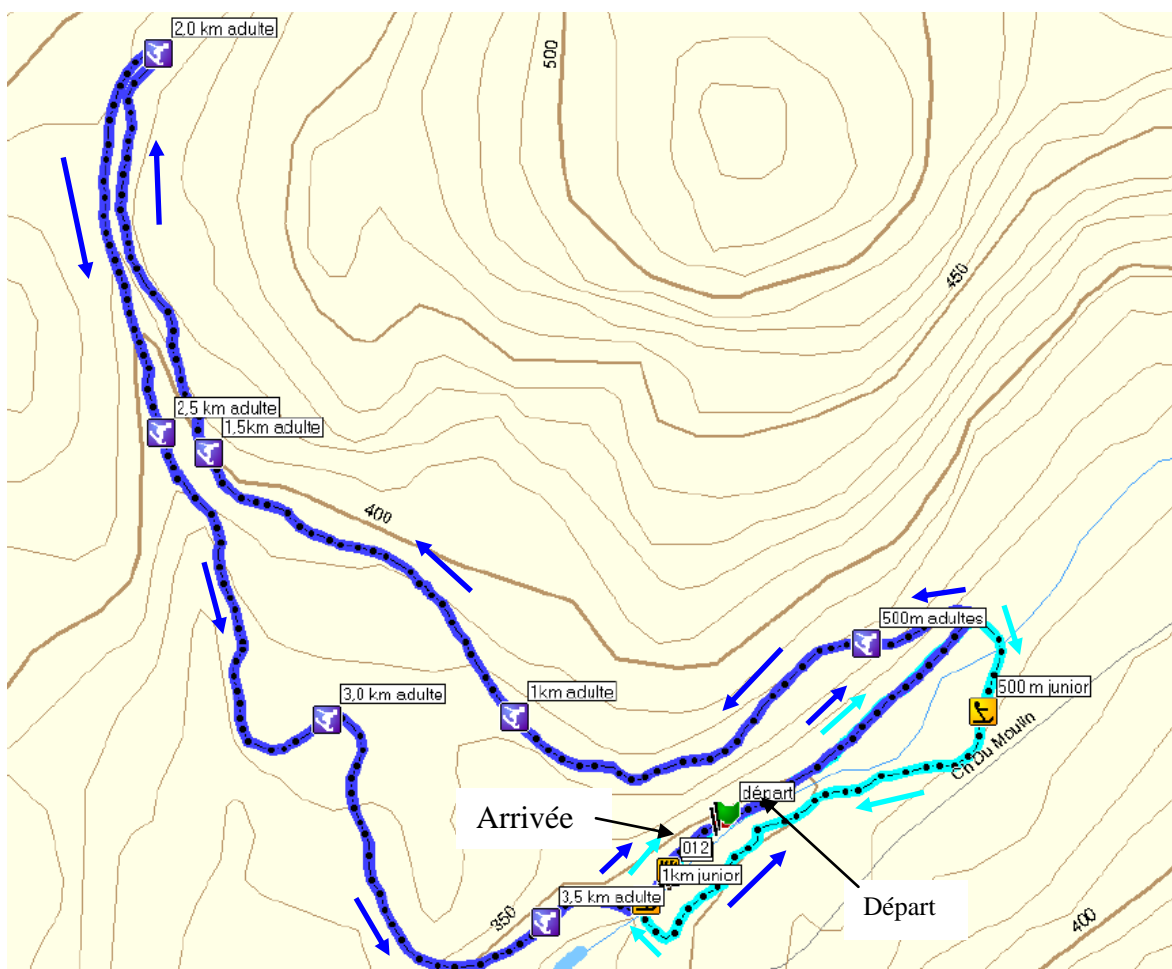 2,0 km adulte
500
450
2,5 km adulte
1,5km adulte
400
500m adultes
500 m junior
3,0 km adulte
1km adulte
Ch Du Moulin
départ
Arrivée
012
1km junior
3,5 km adulte
Départ
350
400